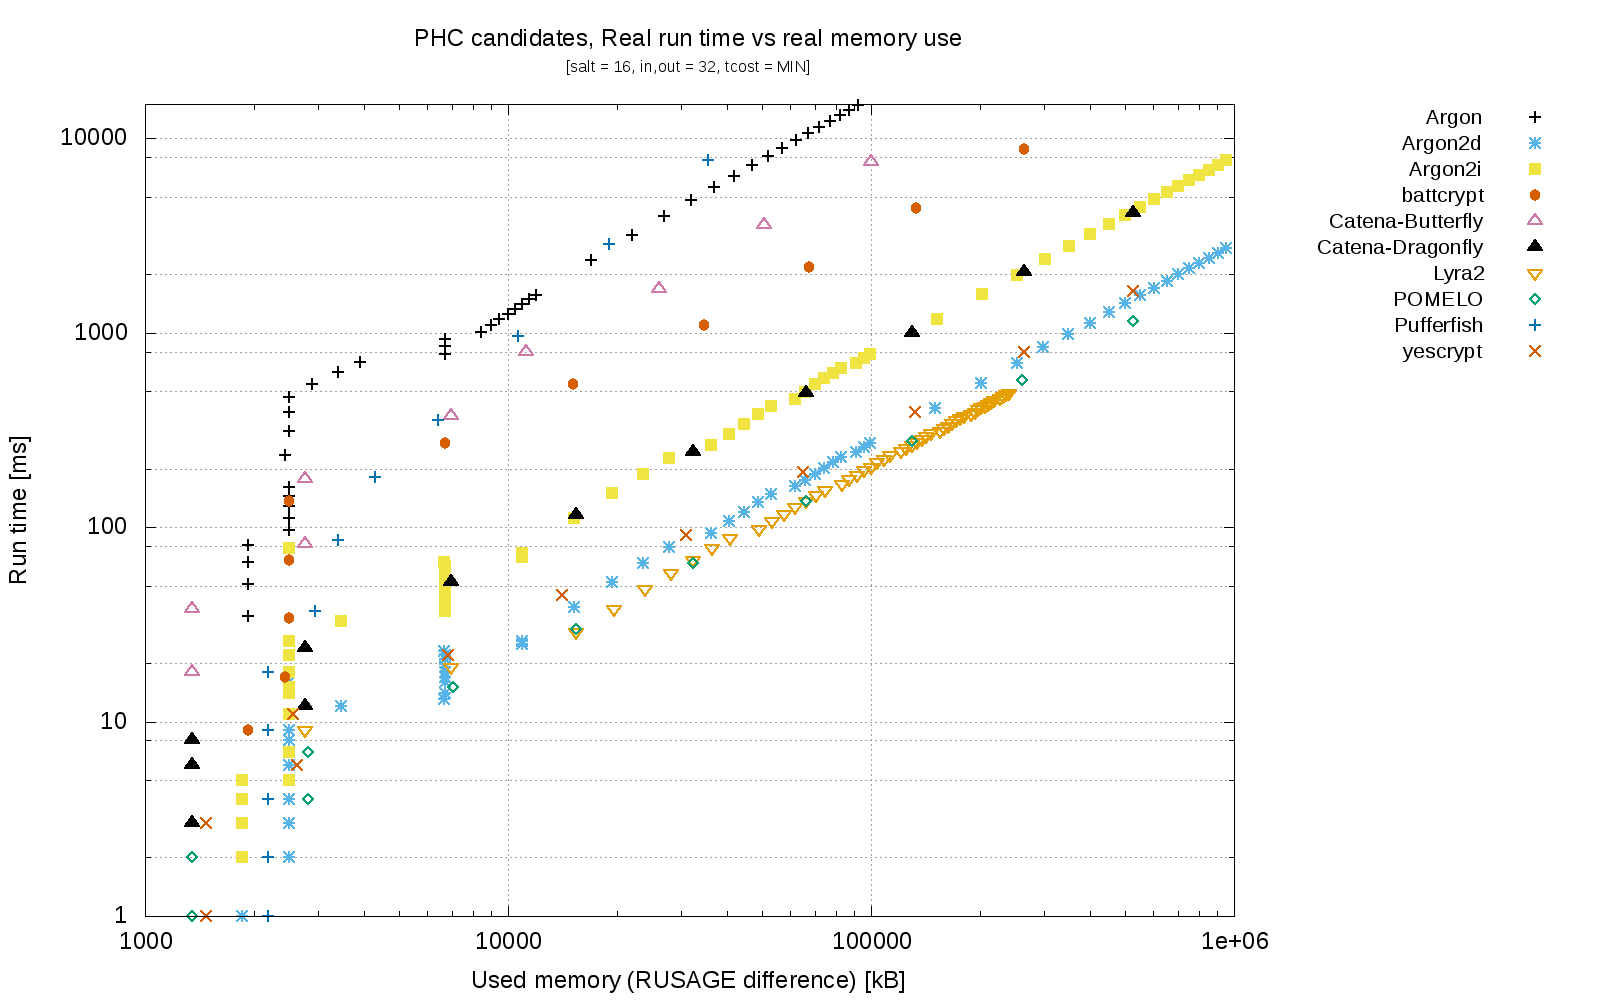 PHC candidates, Real run time vs real memory use
[salt = 16, in,out = 32, tcost = MIN]
Argon
Argon2d
Argon2i
battcrypt
Catena-Butterfly
Catena-Dragonfly
Lyra2
POMELO
Pufferfish
yescrypt
Run time [ms]
10000
1000
100
10
1
1000
10000
100000
1e+06
Used memory (RUSAGE difference) [kB]